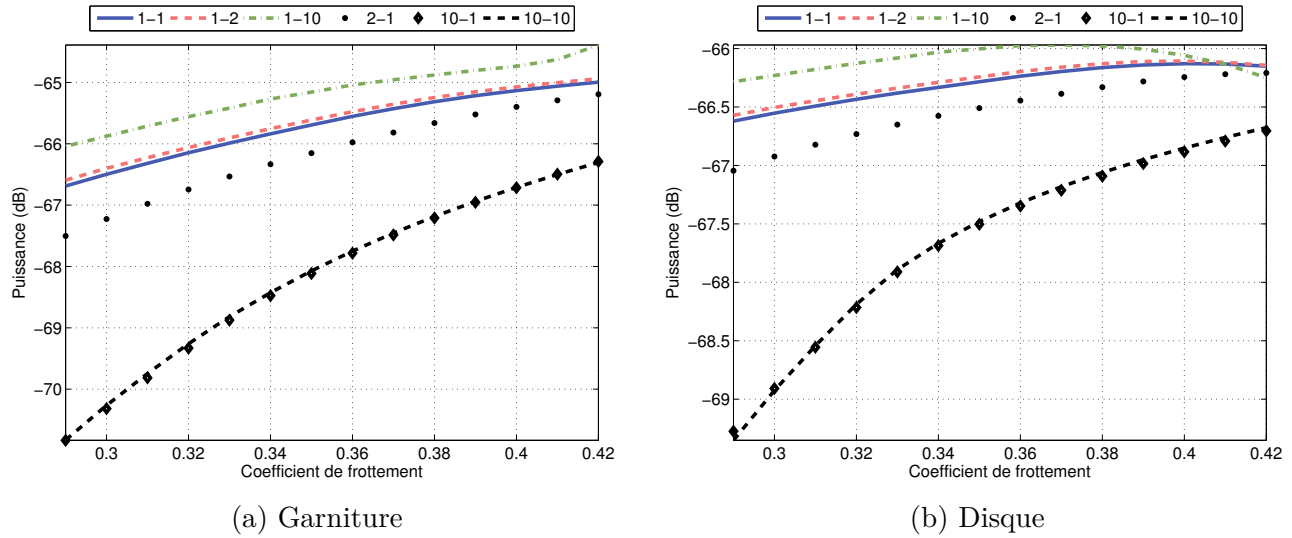 1−1 1−2 1−10 2−1 10−1 10−10
−65
−66
−67
−68
−69
−70
Puissance (dB)
0.3 0.32 0.34 0.36 0.38 0.4 0.42
Coefficient de frottement
(a) Garniture
1−1 1−2 1−10 2−1 10−1 10−10
−66
−66.5
−67
−67.5
−68
−68.5
−69
Puissance (dB)
0.3 0.32 0.34 0.36 0.38 0.4 0.42
Coefficient de frottement
(b) Disque